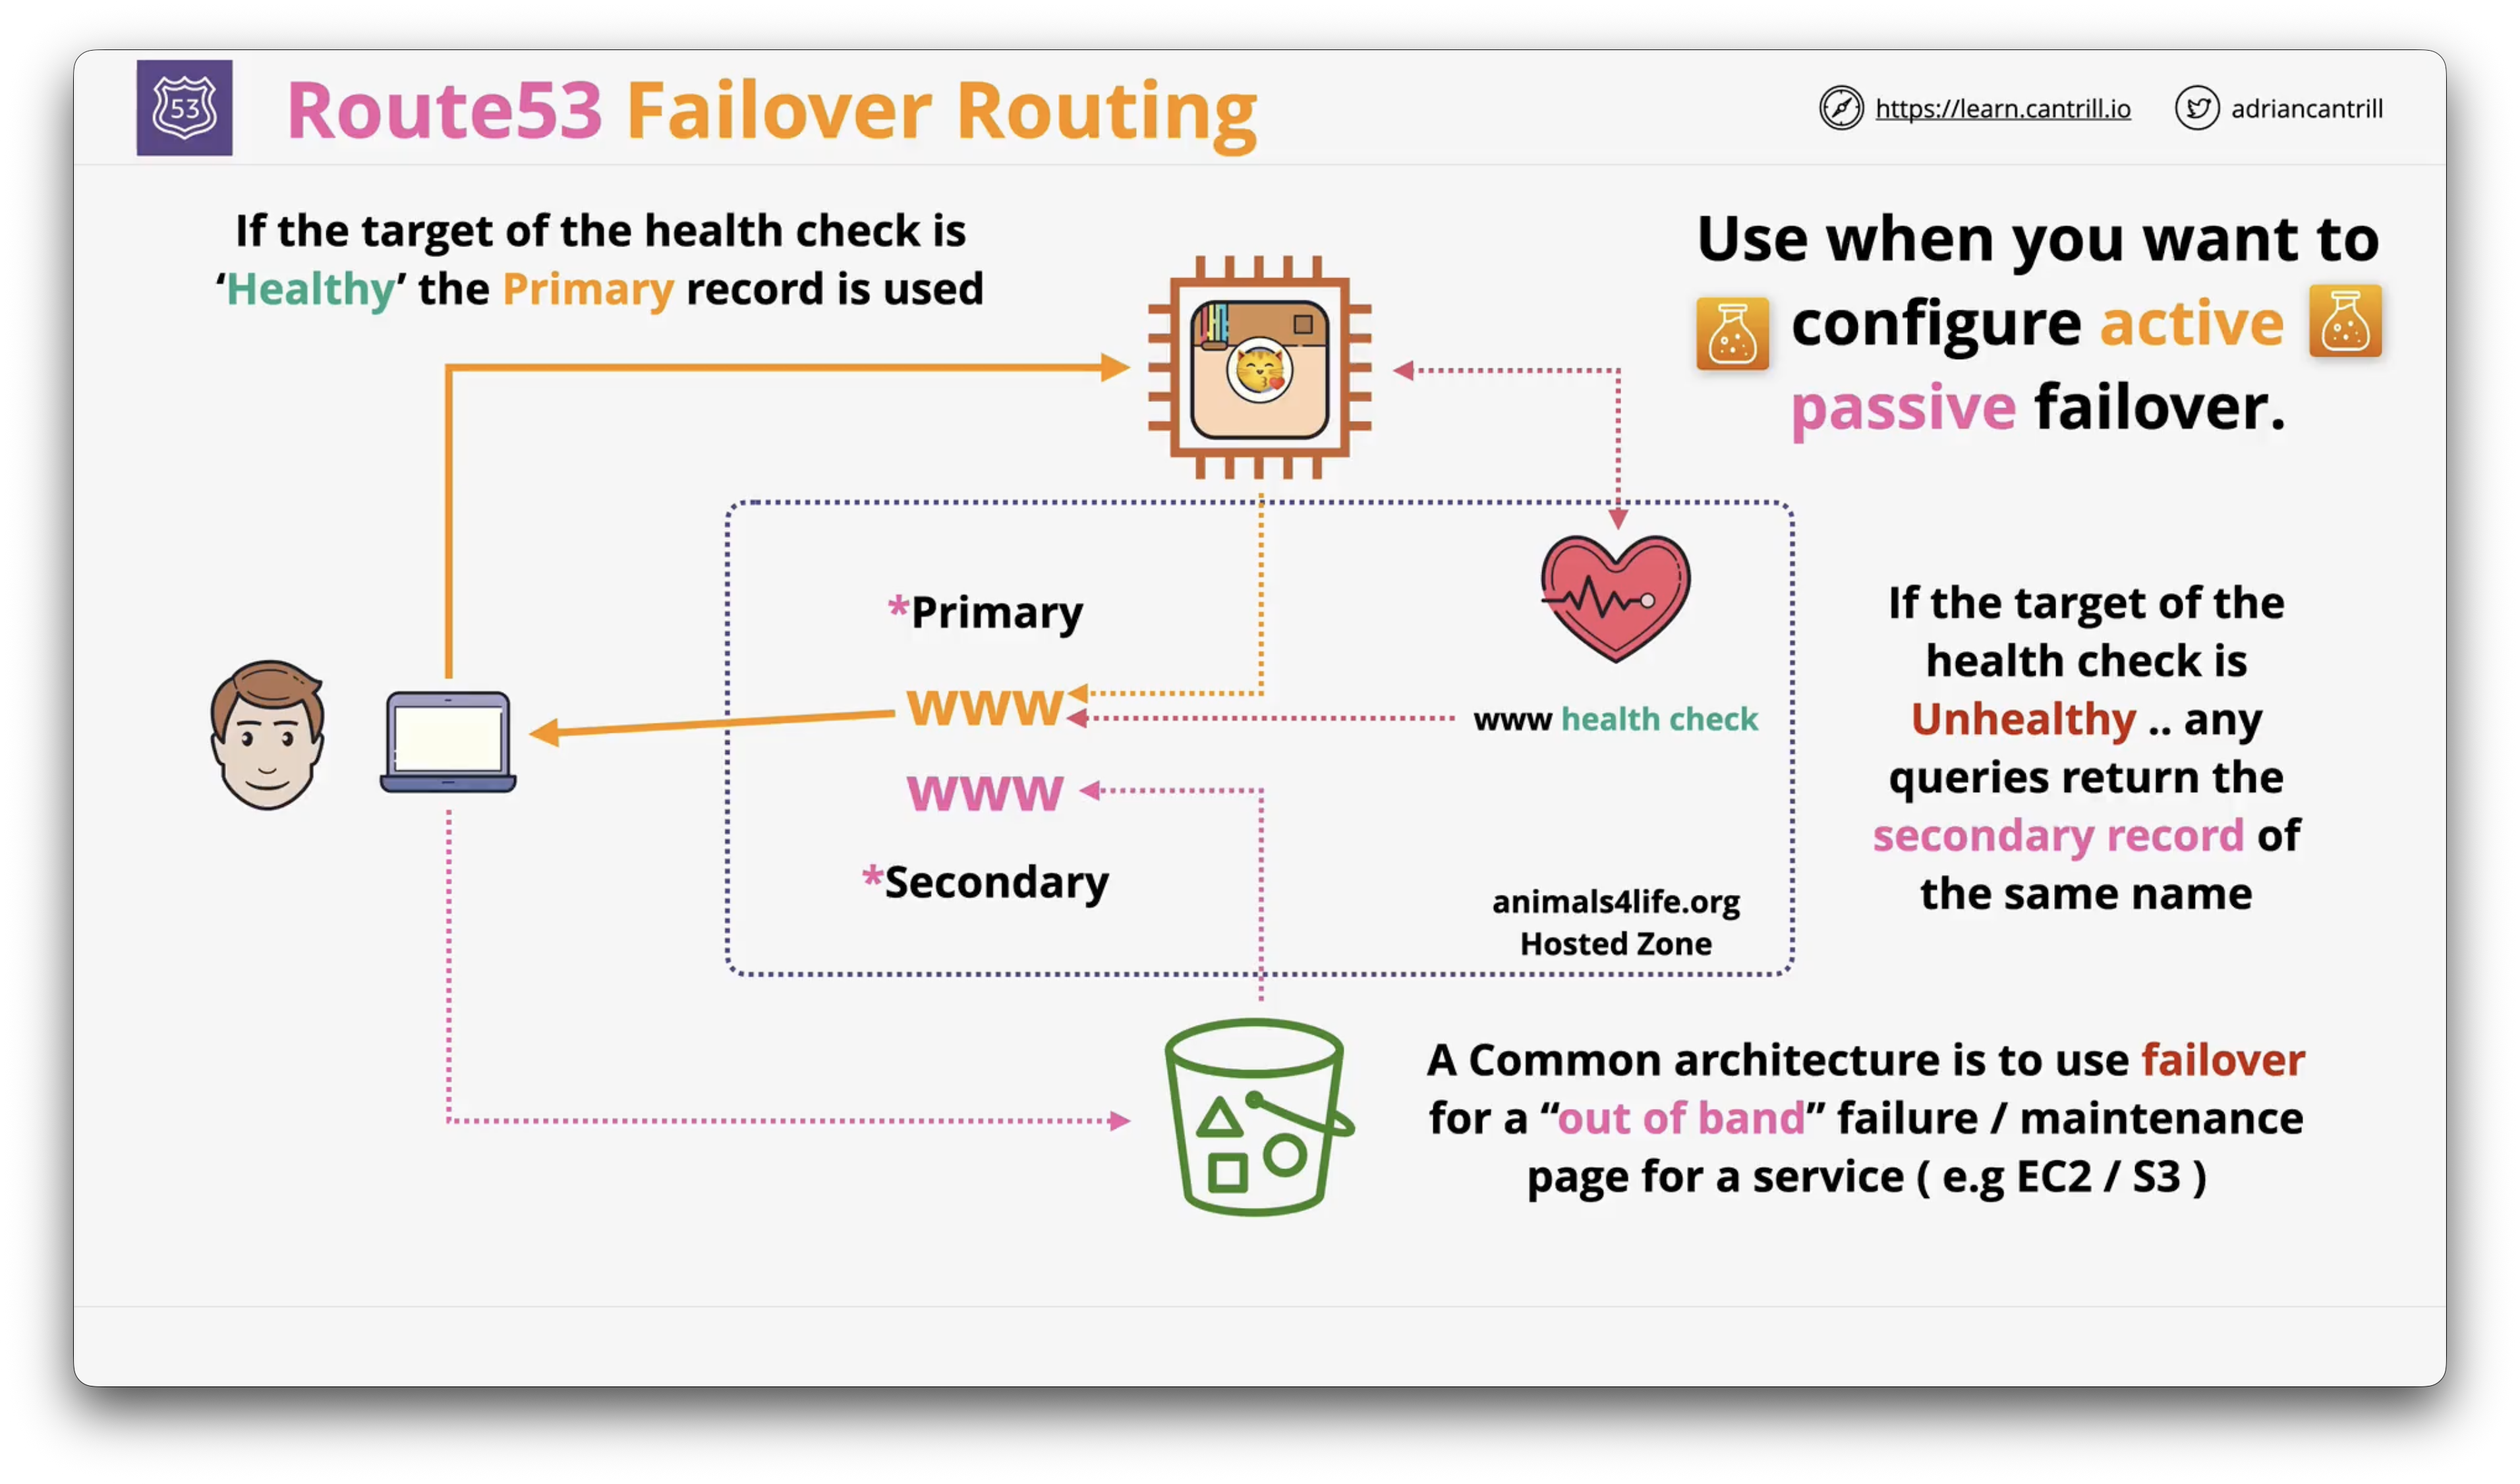 53
Route53 Failover Routing
https://learn.cantrill.io
adriancantrill
If the target of the health check is
‘Healthy’ the Primary record is used
Use when you want to
configure active
passive failover.
*Primary
www
www health check
www
*Secondary
animals4life.org
Hosted Zone
If the target of the
health check is
Unhealthy .. any
queries return the
secondary record of
the same name
A Common architecture is to use failover
for a “out of band” failure / maintenance
page for a service ( e.g EC2 / S3 )